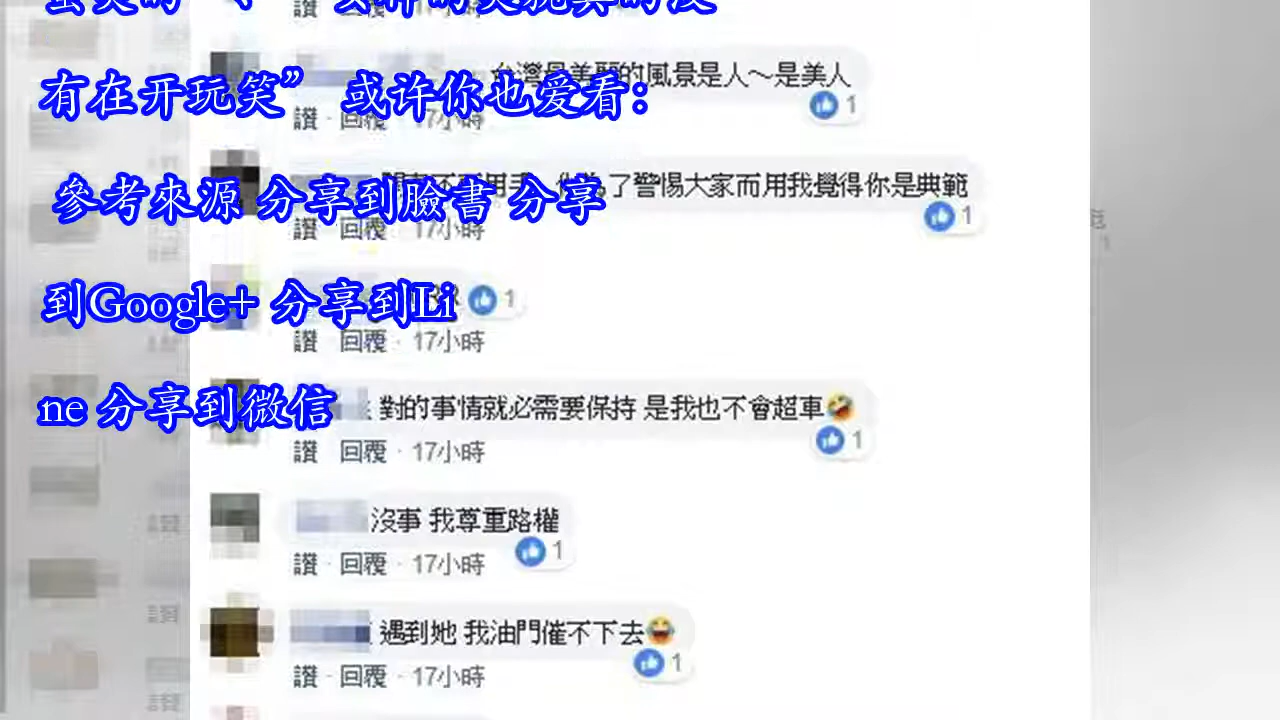 有在开玩笑” 或许你也爱看：
參考來源 分享到臉書 分享
到Google+ 分享到Li
ne 分享到微信
的風景是人～是美人
1
讚 · 回覆 · 17小時
了警惕大家而用我覺得你是典範
1
讚 · 回覆 · 17小時
1
讚 · 回覆 · 17小時
對的事情就必需要保持 是我也不會超車🤣
1
讚 · 回覆 · 17小時
沒事 我尊重路權
1
讚 · 回覆 · 17小時
遇到她 我油門催不下去😂
1
讚 · 回覆 · 17小時